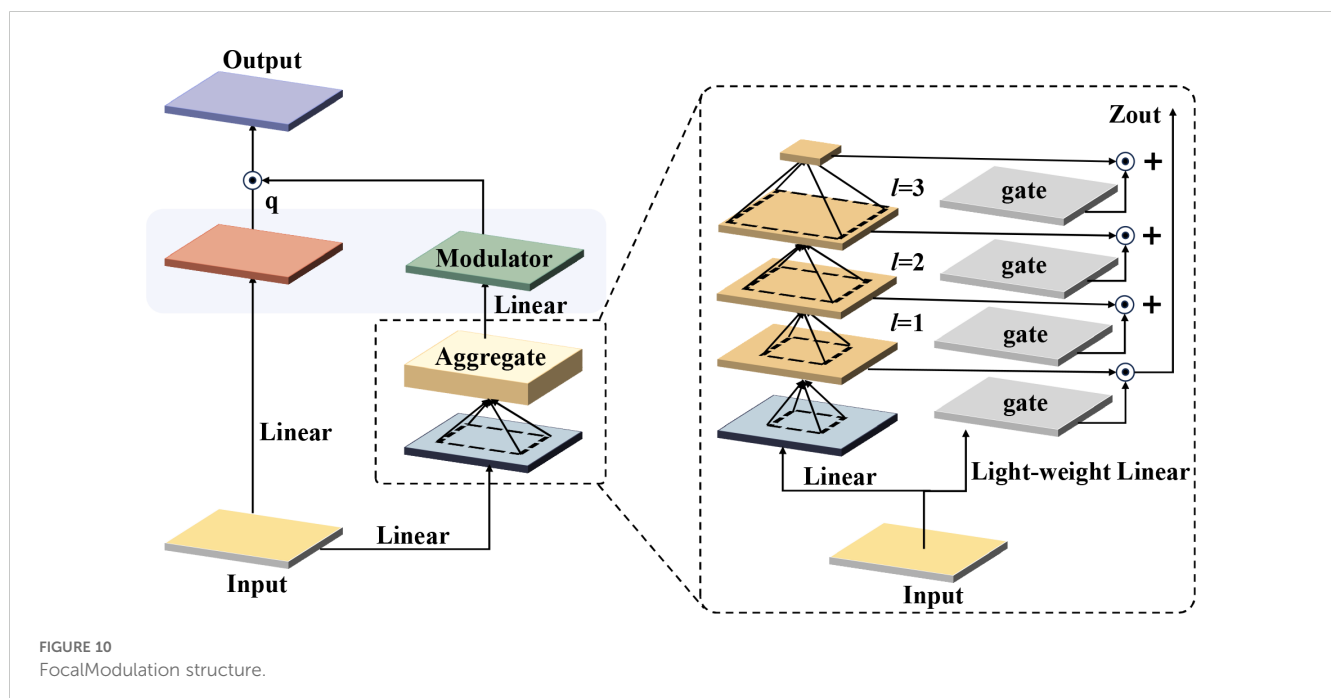 Output
q
Modulator
Linear
Aggregate
Linear
Linear
Input
Zout
+
l=3
gate
+
l=2
gate
+
l=1
gate
gate
Linear
Light-weight Linear
Input
FIGURE 10
FocalModulation structure.